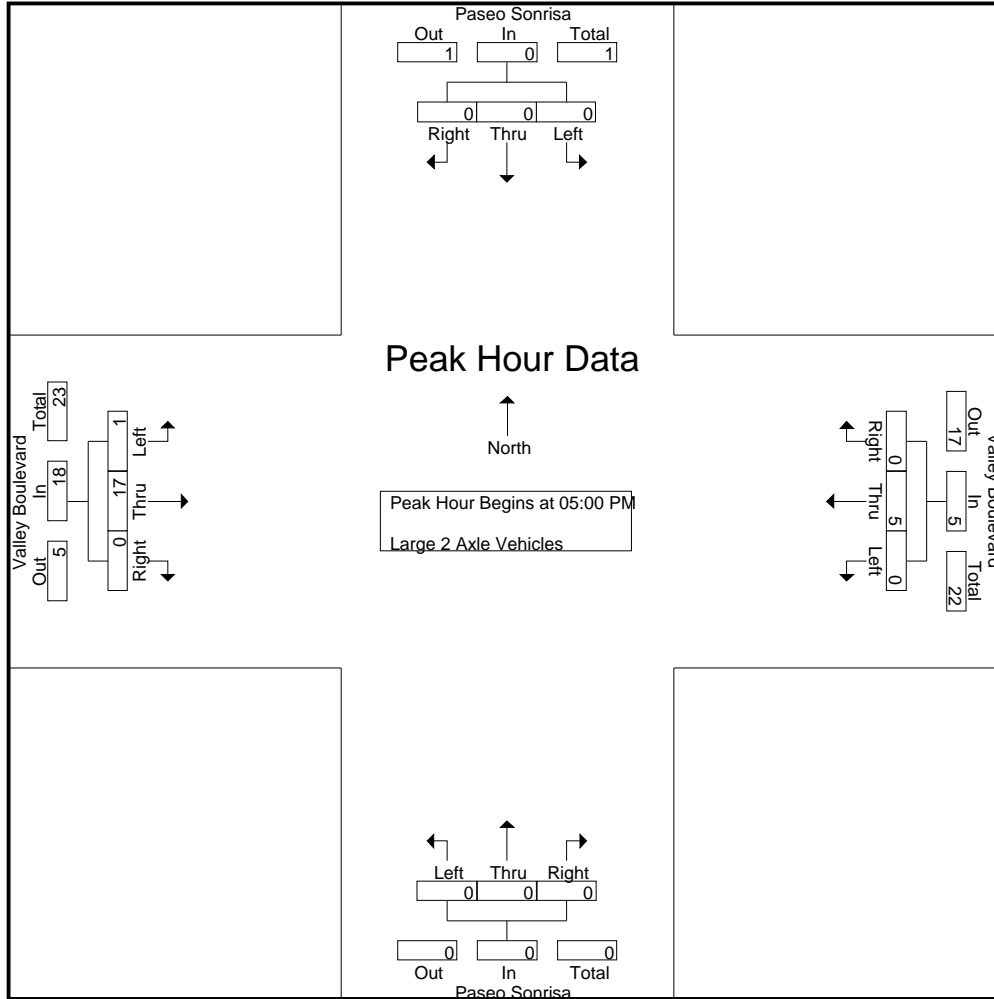 Paseo Sonrisa
Out In Total
1 0 1
0 0 0
Right Thru Left
Peak Hour Data
North
Peak Hour Begins at 05:00 PM
Large 2 Axle Vehicles
Valley Boulevard
Out In Total
5 18 23
0 17 1
Right Thru Left
Valley Boulevard
Out In Total
17 5 22
0 5 0
Right Thru Left
Left Thru Right
0 0 0
0 0 0
Out In Total
Paseo Sonrisa